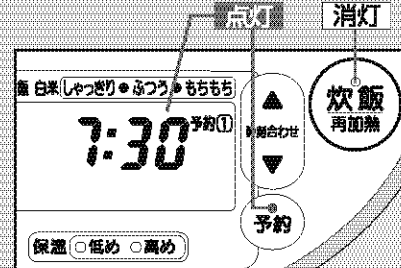 点灯 消灯
白米 しゃっきり ふつう もちもち
炊飯
再加熱
予約①
7:30
時刻合わせ
予約
保温 低め 高め